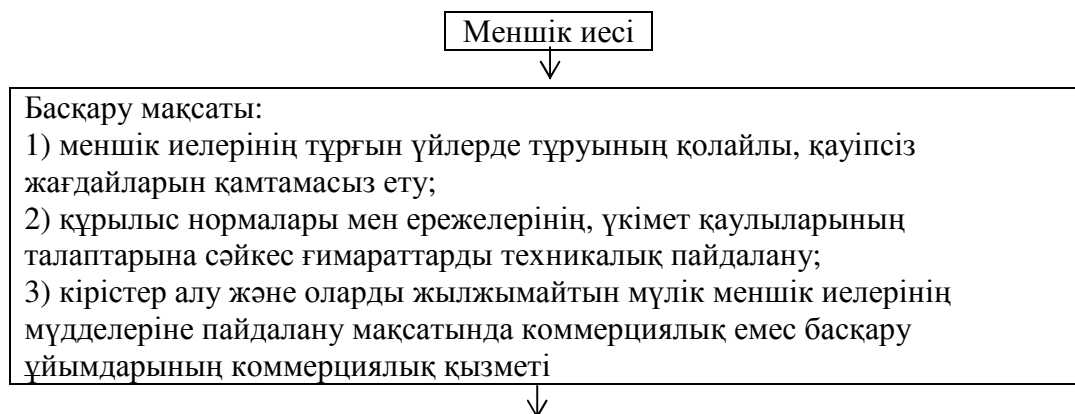 Меншік иесі
Басқару мақсаты:
1) меншік иелерінің тұрғын үйлерде тұруының қолайлы, қауіпсіз
жағдайларын қамтамасыз ету;
2) құрылыс нормалары мен ережелерінің, үкімет қаулыларының
талаптарына сәйкес ғимараттарды техникалық пайдалану;
3) кірістер алу және оларды жылжымайтын мүлік меншік иелерінің
мүдделеріне пайдалану мақсатында коммерциялық емес басқару
ұйымдарының коммерциялық қызметі